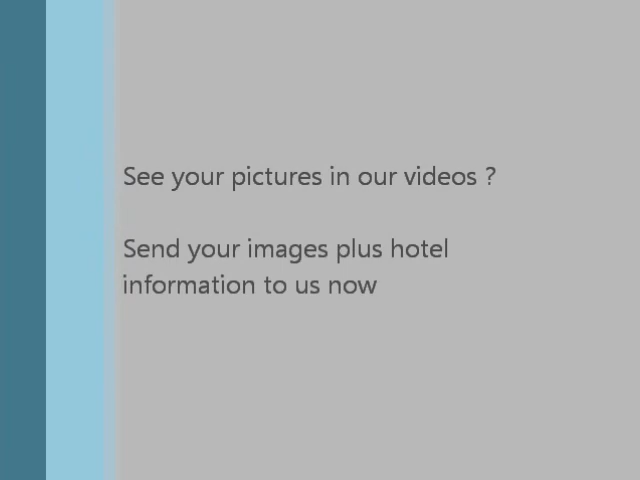 See your pictures in our videos ?
Send your images plus hotel
information to us now